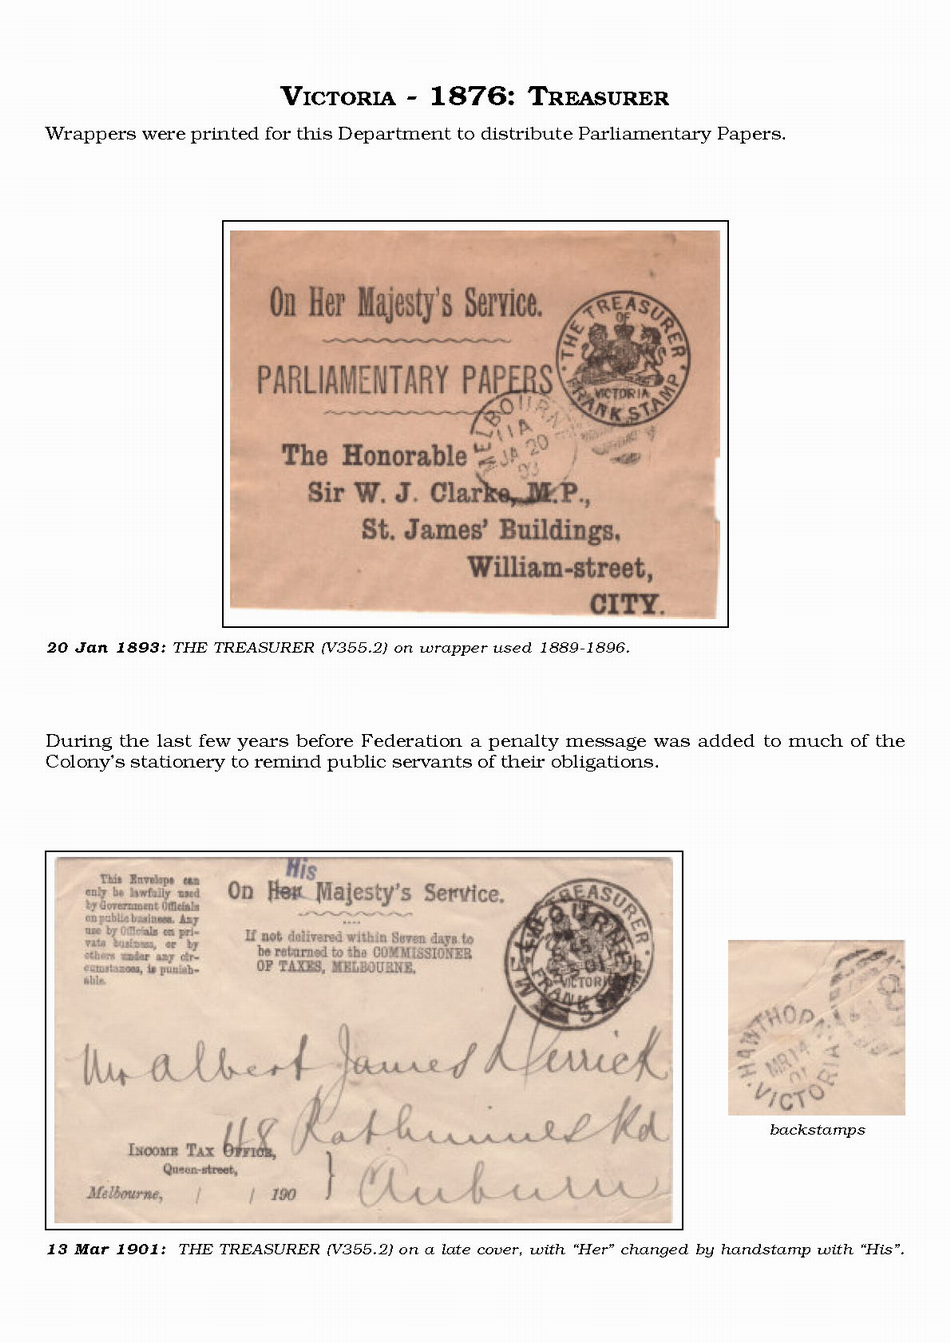 VICTORIA - 1876: TREASURER
Wrappers were printed for this Department to distribute Parliamentary Papers.
On Her Majesty's Service.
THE TREASURER
OF
VICTORIA
FRANK STAMP
PARLIAMENTARY PAPERS
MELBOURNE
11 A
JA 20
93
The Honorable
Sir W. J. Clarke, M.P.,
St. James' Buildings,
William-street,
CITY.
20 Jan 1893: THE TREASURER (V355.2) on wrapper used 1889-1896.
During the last few years before Federation a penalty message was added to much of the
Colony's stationery to remind public servants of their obligations.
This Envelope can
only be lawfully used
by Government Officials
on public business. Any
use by Officials on pri-
vate business, or by
others under any cir-
cumstances, is punish-
able.
His
On Her Majesty's Service.
If not delivered within Seven days to
be returned to the COMMISSIONER
OF TAXES, MELBOURNE.
THE TREASURER
VICTORIA
FRANK STAMP
MELBOURNE
Mr Albert James Derrick
48 Rathmines Rd
Auburn
INCOME TAX OFFICE,
Queen-street,
Melbourne, / / 190
HAWTHORN
MR 14
01
VICTORIA
backstamps
13 Mar 1901: THE TREASURER (V355.2) on a late cover, with "Her" changed by handstamp with "His".